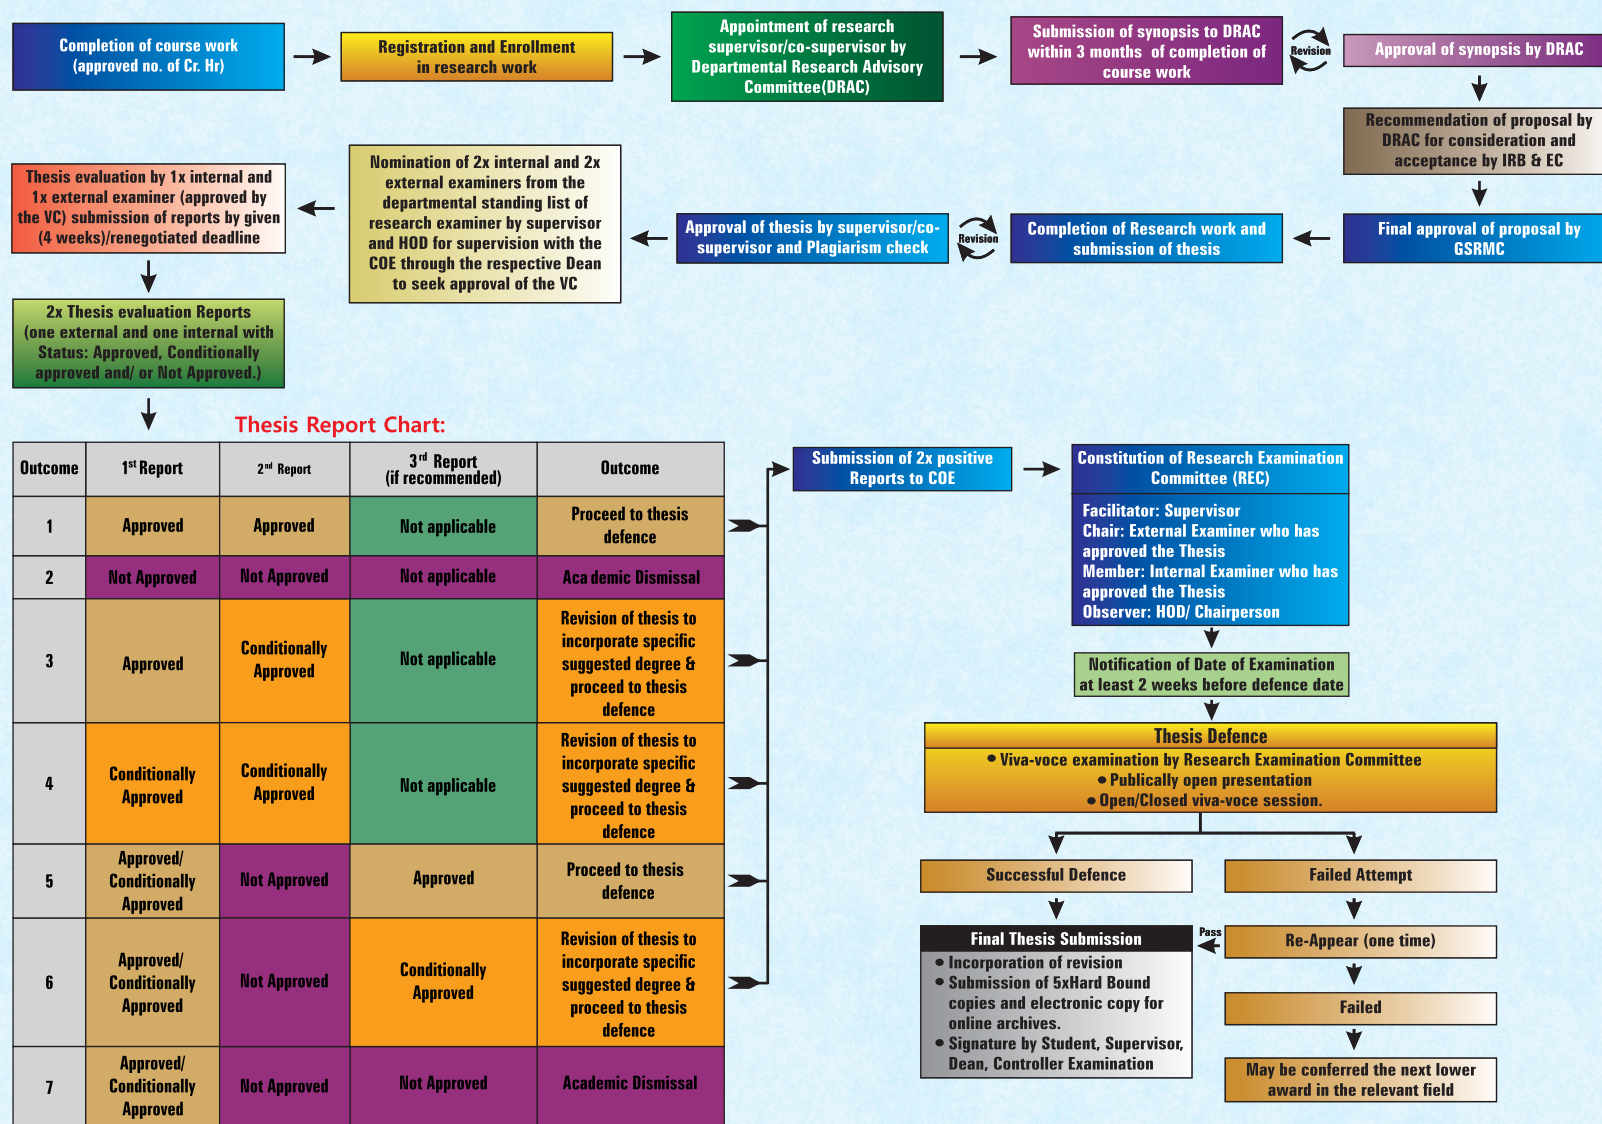 Completion of course work
(approved no. of Cr. Hr)
Registration and Enrollment
in research work
Appointment of research
supervisor/co-supervisor by
Departmental Research Advisory
Committee(DRAC)
Submission of synopsis to DRAC
within 3 months of completion of
course work
Revision
Approval of synopsis by DRAC
Recommendation of proposal by
DRAC for consideration and
acceptance by IRB & EC
Final approval of proposal by
GSRMC
Completion of Research work and
submission of thesis
Revision
Approval of thesis by supervisor/co-
supervisor and Plagiarism check
Nomination of 2x internal and 2x
external examiners from the
departmental standing list of
research examiner by supervisor
and HOD for supervision with the
COE through the respective Dean
to seek approval of the VC
Thesis evaluation by 1x internal and
1x external examiner (approved by
the VC) submission of reports by given
(4 weeks)/renegotiated deadline
2x Thesis evaluation Reports
(one external and one internal with
Status: Approved, Conditionally
approved and/ or Not Approved.)
Thesis Report Chart:
Outcome
1st Report
2nd Report
3rd Report
(if recommended)
Outcome
1
Approved
Approved
Not applicable
Proceed to thesis
defence
2
Not Approved
Not Approved
Not applicable
Aca demic Dismissal
3
Approved
Conditionally
Approved
Not applicable
Revision of thesis to
incorporate specific
suggested degree &
proceed to thesis
defence
4
Conditionally
Approved
Conditionally
Approved
Not applicable
Revision of thesis to
incorporate specific
suggested degree &
proceed to thesis
defence
5
Approved/
Conditionally
Approved
Not Approved
Approved
Proceed to thesis
defence
6
Approved/
Conditionally
Approved
Not Approved
Conditionally
Approved
Revision of thesis to
incorporate specific
suggested degree &
proceed to thesis
defence
7
Approved/
Conditionally
Approved
Not Approved
Not Approved
Academic Dismissal
Submission of 2x positive
Reports to COE
Constitution of Research Examination
Committee (REC)
Facilitator: Supervisor
Chair: External Examiner who has
approved the Thesis
Member: Internal Examiner who has
approved the Thesis
Observer: HOD/ Chairperson
Notification of Date of Examination
at least 2 weeks before defence date
Thesis Defence
● Viva-voce examination by Research Examination Committee
● Publically open presentation
● Open/Closed viva-voce session.
Successful Defence
Failed Attempt
Final Thesis Submission
● Incorporation of revision
● Submission of 5xHard Bound
copies and electronic copy for
online archives.
● Signature by Student, Supervisor,
Dean, Controller Examination
Pass
Re-Appear (one time)
Failed
May be conferred the next lower
award in the relevant field